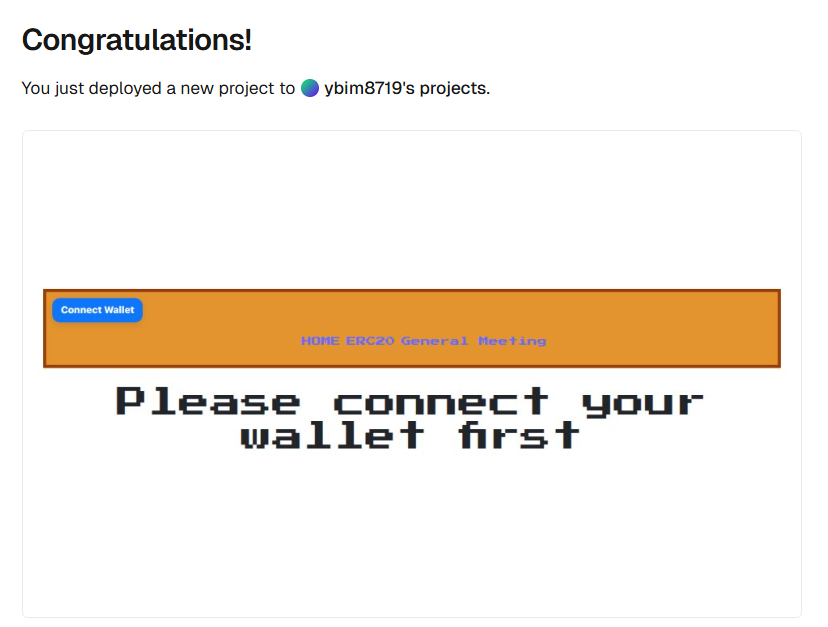 Congratulations!
You just deployed a new project to ybim8719's projects.
Connect Wallet
HOME ERC20 General Meeting
Please connect your
wallet first